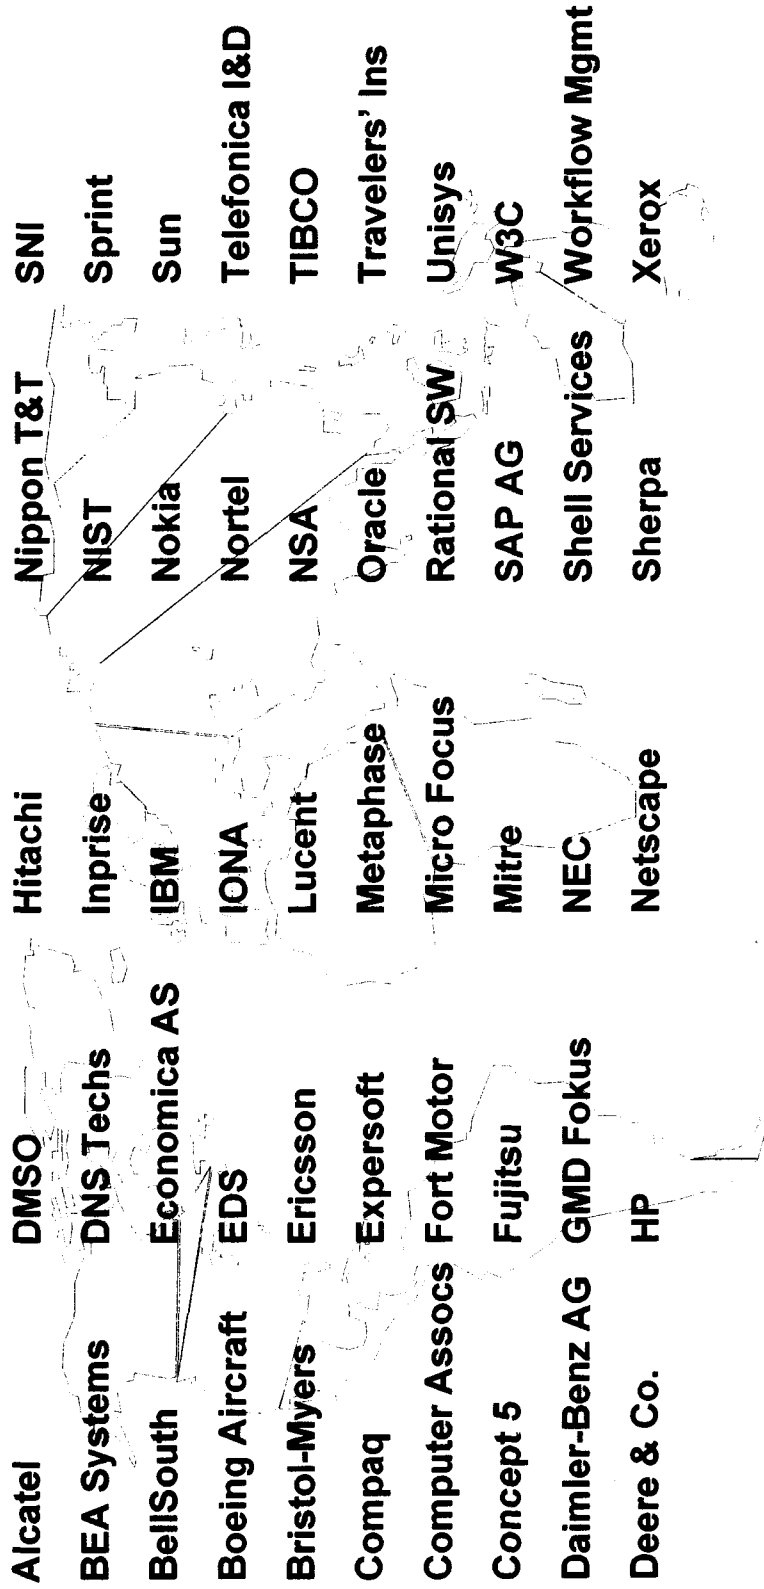 Alcatel
BEA Systems
BellSouth
Boeing Aircraft
Bristol-Myers
Compaq
Computer Assocs
Concept 5
Daimler-Benz AG
Deere & Co.
DMSO
DNS Techs
Economica AS
EDS
Ericsson
Expersoft
Fort Motor
Fujitsu
GMD Fokus
HP
Hitachi
Inprise
IBM
IONA
Lucent
Metaphase
Micro Focus
Mitre
NEC
Netscape
Nippon T&T
NIST
Nokia
Nortel
NSA
Oracle
Rational SW
SAP AG
Shell Services
Sherpa
SNI
Sprint
Sun
Telefonica I&D
TIBCO
Travelers' Ins
Unisys
W3C
Workflow Mgmt
Xerox